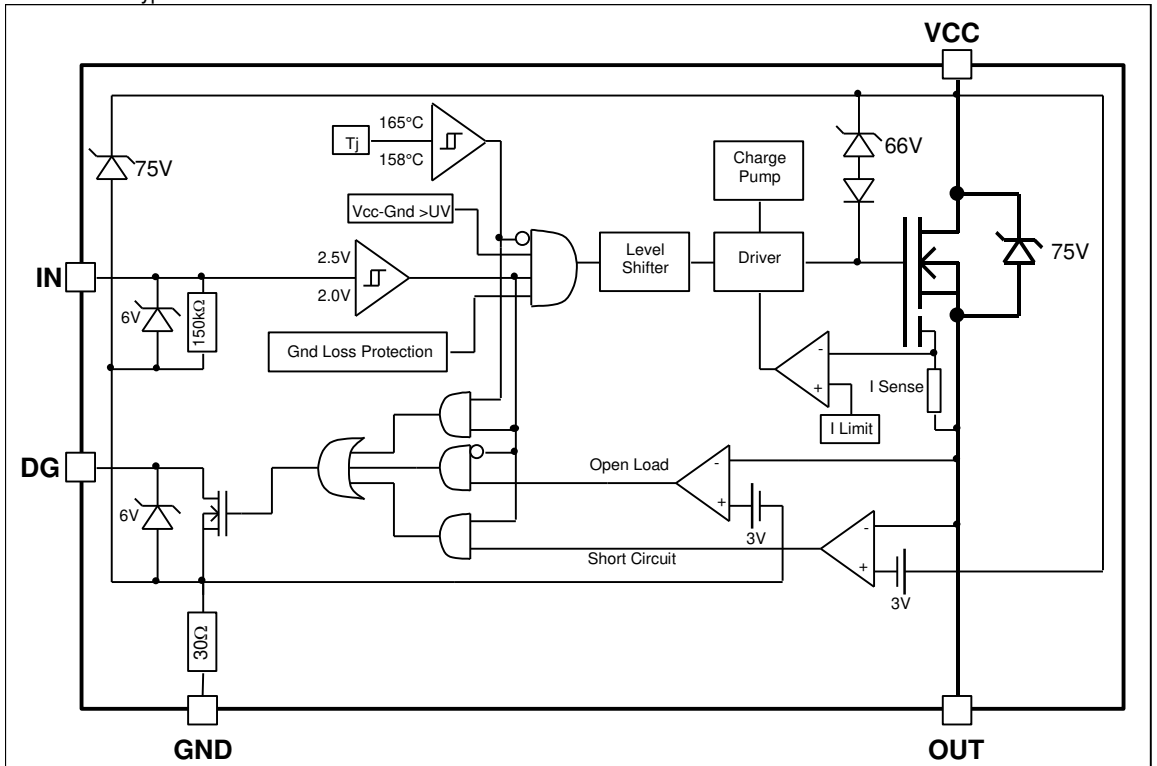 VCC
165°C
Tj
158°C
75V
66V
Charge
Pump
Vcc-Gnd >UV
Level
Shifter
Driver
75V
2.5V
IN
2.0V
6V
150kΩ
Gnd Loss Protection
-
+
I Sense
I Limit
DG
Open Load
-
+
6V
3V
-
Short Circuit
+
3V
30Ω
GND
OUT